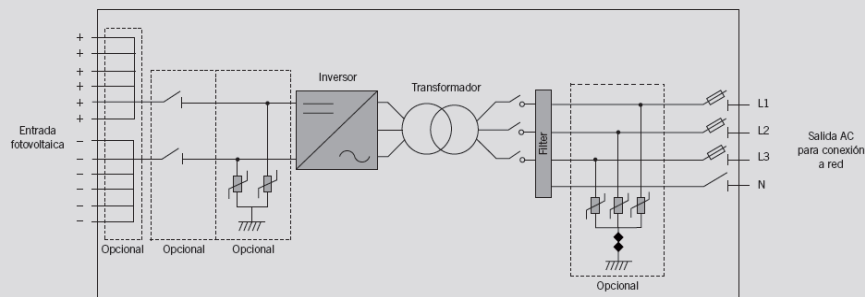 +
+
+
+
+
+
Entrada
fotovoltaica
−
−
−
−
−
−
Opcional
Opcional
Opcional
Inversor
Transformador
Filter
L1
L2
L3
N
Opcional
Salida AC
para conexión
a red